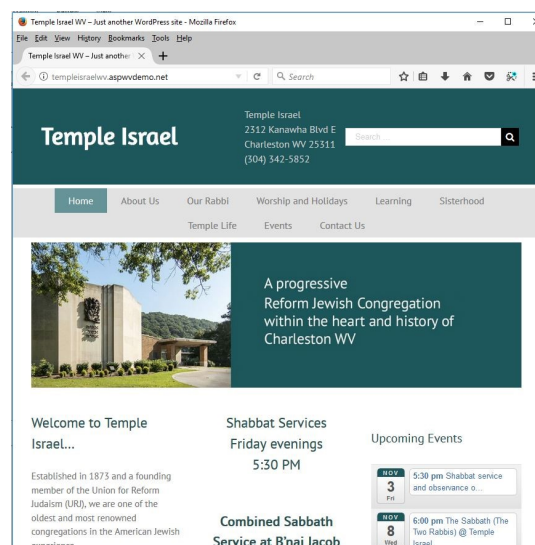 Temple Israel WV – Just another WordPress site - Mozilla Firefox
File Edit View History Bookmarks Tools Help
Temple Israel WV – Just another
templeisraelwv.aspwvdemo.net
Search
Temple Israel
Temple Israel
2312 Kanawha Blvd E
Charleston WV 25311
(304) 342-5852
Search ...
Home About Us Our Rabbi Worship and Holidays Learning Sisterhood
Temple Life Events Contact Us
A progressive
Reform Jewish Congregation
within the heart and history of
Charleston WV
Welcome to Temple
Israel...
Established in 1873 and a founding
member of the Union for Reform
Judaism (URJ), we are one of the
oldest and most renowned
congregations in the American Jewish
Shabbat Services
Friday evenings
5:30 PM
Combined Sabbath
Service at B'nai Jacob
Upcoming Events
NOV
3
Fri
5:30 pm Shabbat service
and observance o...
NOV
8
Wed
6:00 pm The Sabbath (The
Two Rabbis) @ Temple
Israel